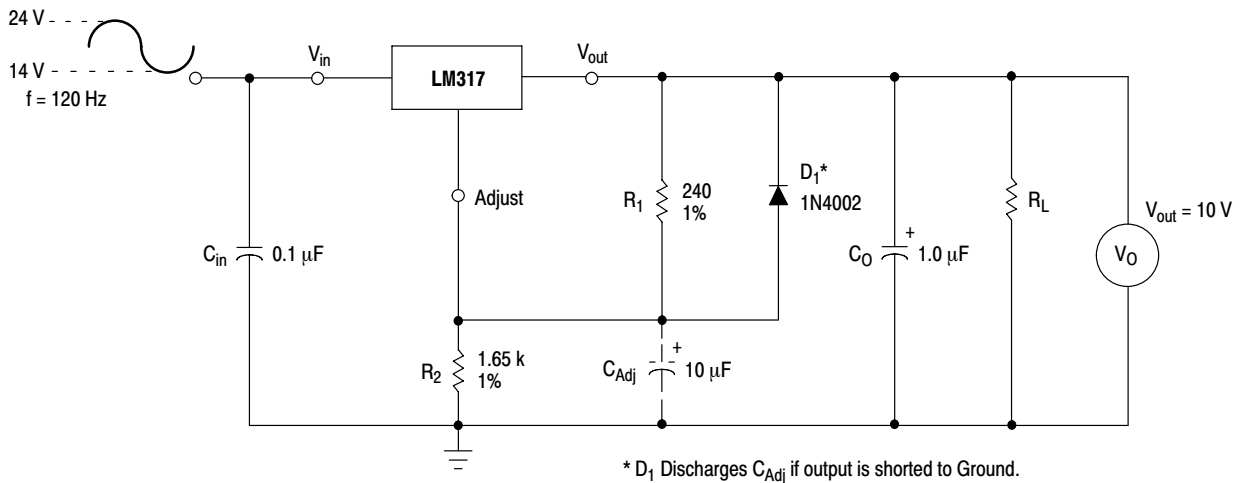 24 V
14 V
f = 120 Hz
V_in
LM317
V_out
Adjust
C_in
0.1 μF
R_1
240
1%
D_1*
1N4002
C_O
+
1.0 μF
R_L
V_out = 10 V
V_O
R_2
1.65 k
1%
C_Adj
+
10 μF
* D_1 Discharges C_Adj if output is shorted to Ground.